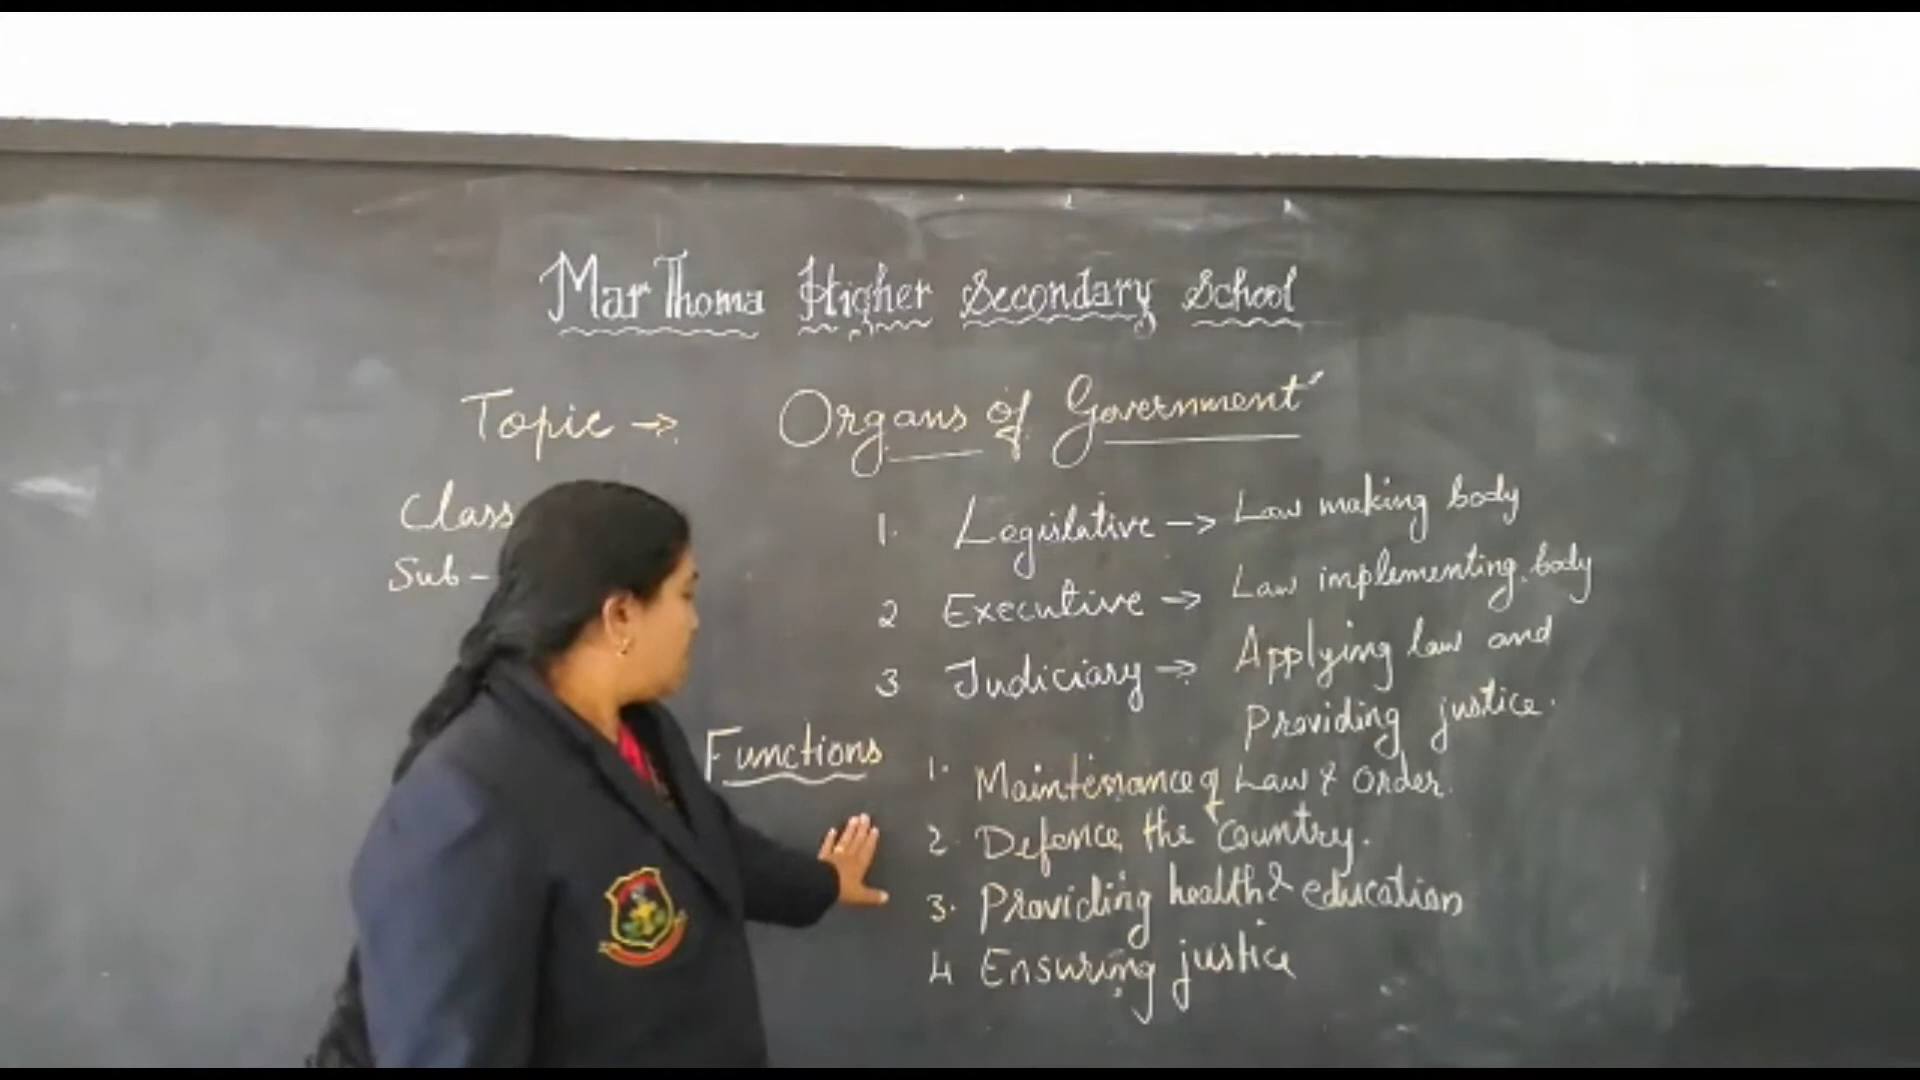 Mar Thoma Higher Secondary School
Topic → Organs of Government
Class
Sub -
1. Legislative → Law making body
2 Executive → Law implementing body
3 Judiciary → Applying law and
Providing justice.
Functions
1. Maintenance of Law & Order.
2. Defence the Country.
3. Providing health & education
4 Ensuring justice